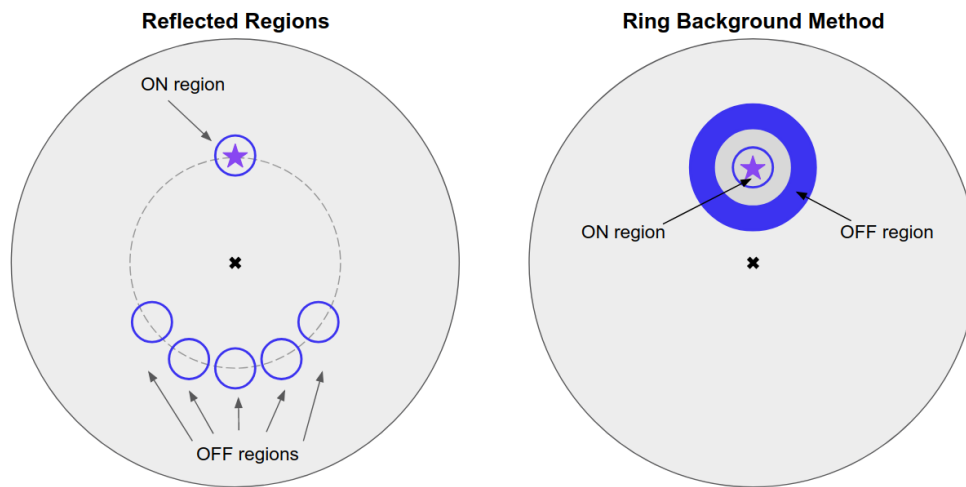 Reflected Regions
ON region
OFF regions
Ring Background Method
ON region
OFF region